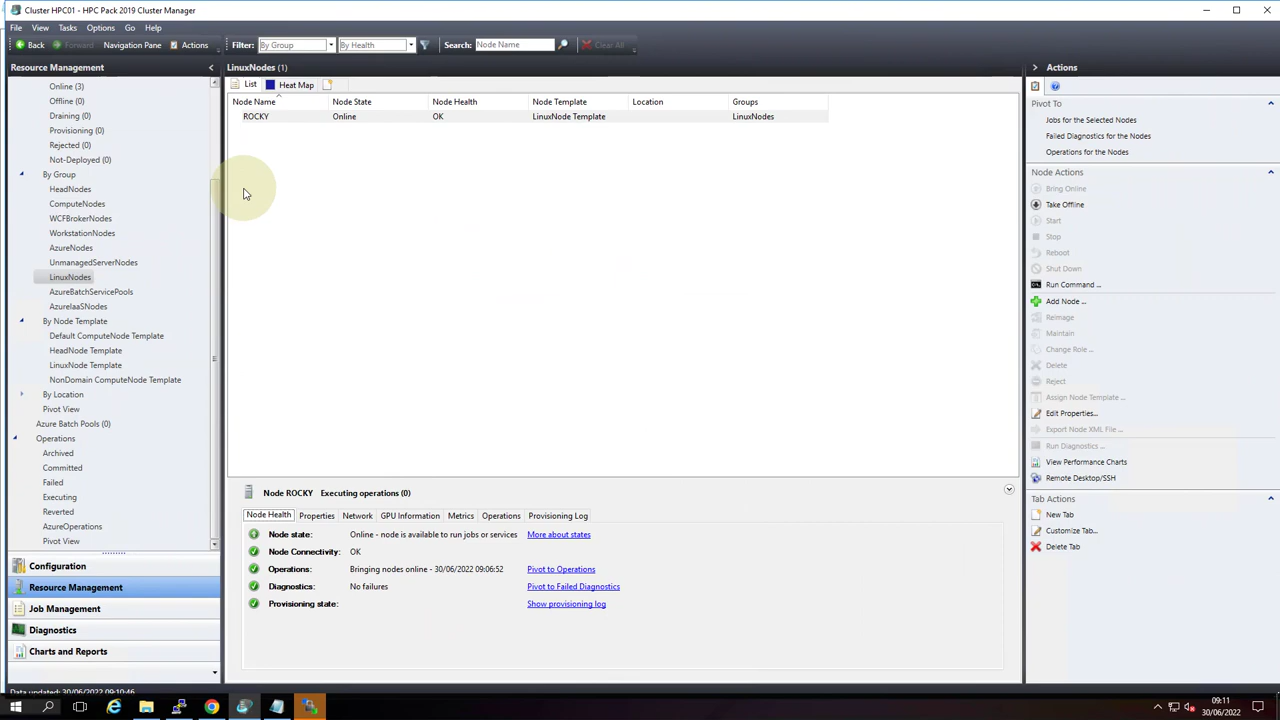 Cluster HPC01 - HPC Pack 2019 Cluster Manager
File View Tasks Options Go Help
Back Forward Navigation Pane Actions Filter: By Group By Health Search: Node Name Clear All
Resource Management
Online (3)
Offline (0)
Draining (0)
Provisioning (0)
Rejected (0)
Not-Deployed (0)
By Group
HeadNodes
ComputeNodes
WCFBrokerNodes
WorkstationNodes
AzureNodes
UnmanagedServerNodes
LinuxNodes
AzureBatchServicePools
AzureIaaSNodes
By Node Template
Default ComputeNode Template
HeadNode Template
LinuxNode Template
NonDomain ComputeNode Template
By Location
Pivot View
Azure Batch Pools (0)
Operations
Archived
Committed
Failed
Executing
Reverted
AzureOperations
Pivot View
Configuration
Resource Management
Job Management
Diagnostics
Charts and Reports
Data updated: 30/06/2022 09:10:46
LinuxNodes (1)
List Heat Map
Node Name Node State Node Health Node Template Location Groups
ROCKY Online OK LinuxNode Template LinuxNodes
Node ROCKY Executing operations (0)
Node Health Properties Network GPU Information Metrics Operations Provisioning Log
Node state: Online - node is available to run jobs or services More about states
Node Connectivity: OK
Operations: Bringing nodes online - 30/06/2022 09:06:52 Pivot to Operations
Diagnostics: No failures Pivot to Failed Diagnostics
Provisioning state: Show provisioning log
Actions
Pivot To
Jobs for the Selected Nodes
Failed Diagnostics for the Nodes
Operations for the Nodes
Node Actions
Bring Online
Take Offline
Start
Stop
Reboot
Shut Down
Run Command ...
Add Node ...
Reimage
Maintain
Change Role ...
Delete
Reject
Assign Node Template ...
Edit Properties...
Export Node XML File ...
Run Diagnostics ...
View Performance Charts
Remote Desktop/SSH
Tab Actions
New Tab
Customize Tab...
Delete Tab
09:11
30/06/2022